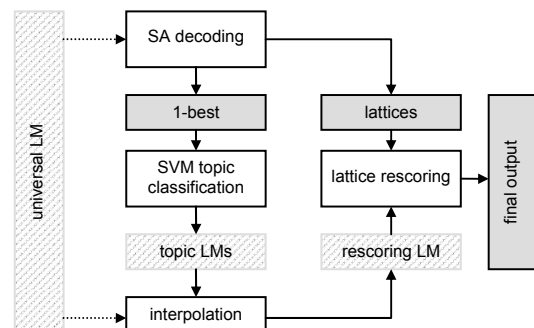 universal LM
SA decoding
1-best
lattices
SVM topic
classification
lattice rescoring
final output
topic LMs
rescoring LM
interpolation